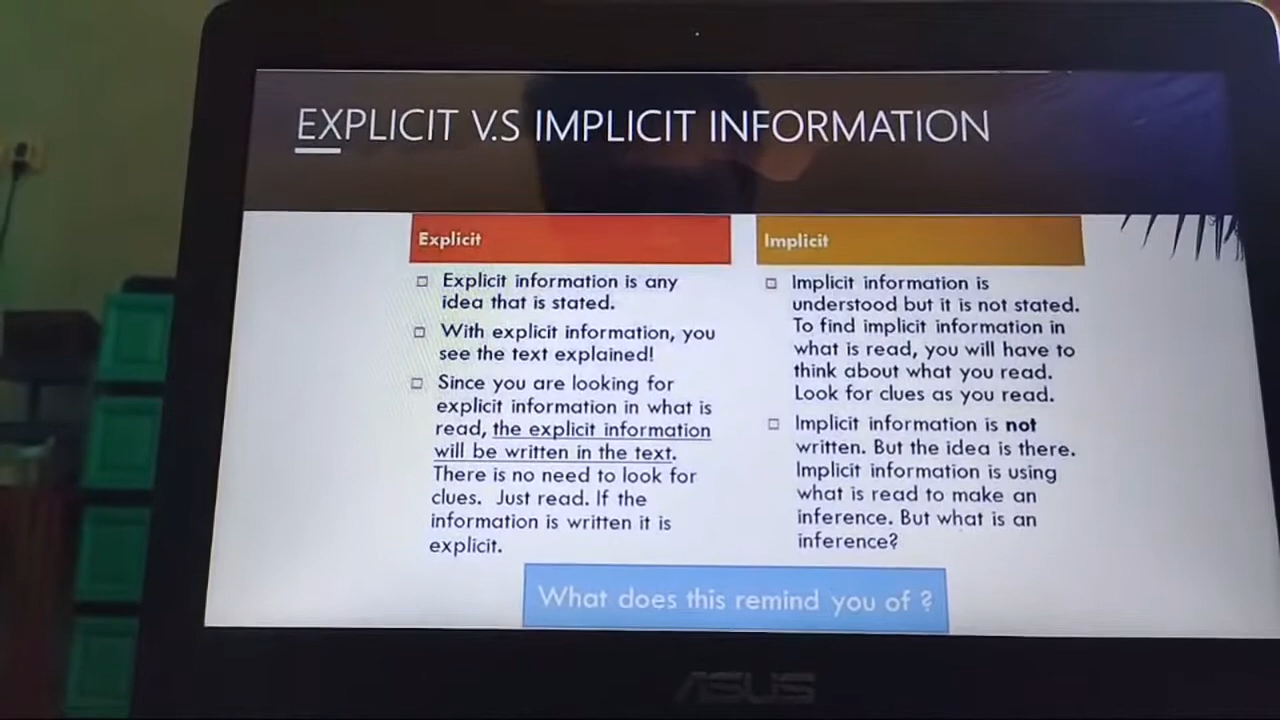 EXPLICIT V.S IMPLICIT INFORMATION
Explicit
Explicit information is any
idea that is stated.
With explicit information, you
see the text explained!
Since you are looking for
explicit information in what is
read, the explicit information
will be written in the text.
There is no need to look for
clues. Just read. If the
information is written it is
explicit.
Implicit
Implicit information is
understood but it is not stated.
To find implicit information in
what is read, you will have to
think about what you read.
Look for clues as you read.
Implicit information is not
written. But the idea is there.
Implicit information is using
what is read to make an
inference. But what is an
inference?
What does this remind you of ?
ASUS